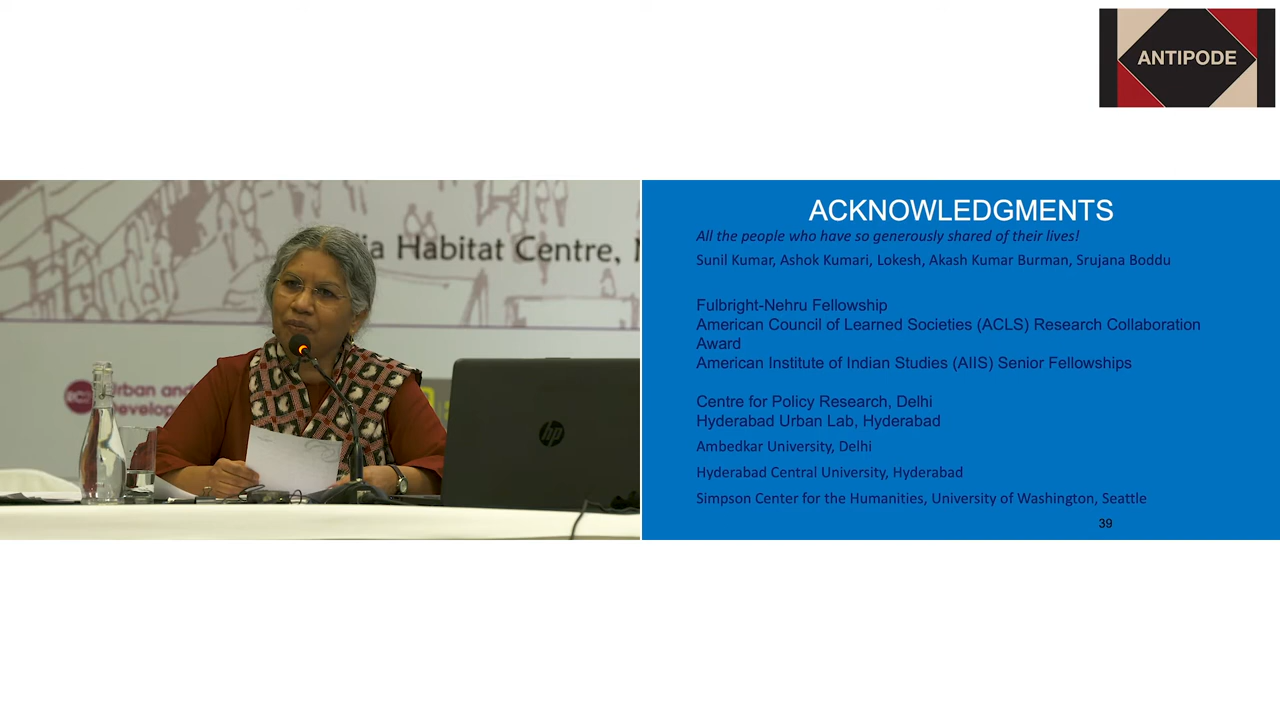 ANTIPODE
ia Habitat Centre,
Urban and
Develop
hp
ACKNOWLEDGMENTS
All the people who have so generously shared of their lives!
Sunil Kumar, Ashok Kumari, Lokesh, Akash Kumar Burman, Srujana Boddu
Fulbright-Nehru Fellowship
American Council of Learned Societies (ACLS) Research Collaboration
Award
American Institute of Indian Studies (AIIS) Senior Fellowships
Centre for Policy Research, Delhi
Hyderabad Urban Lab, Hyderabad
Ambedkar University, Delhi
Hyderabad Central University, Hyderabad
Simpson Center for the Humanities, University of Washington, Seattle
39